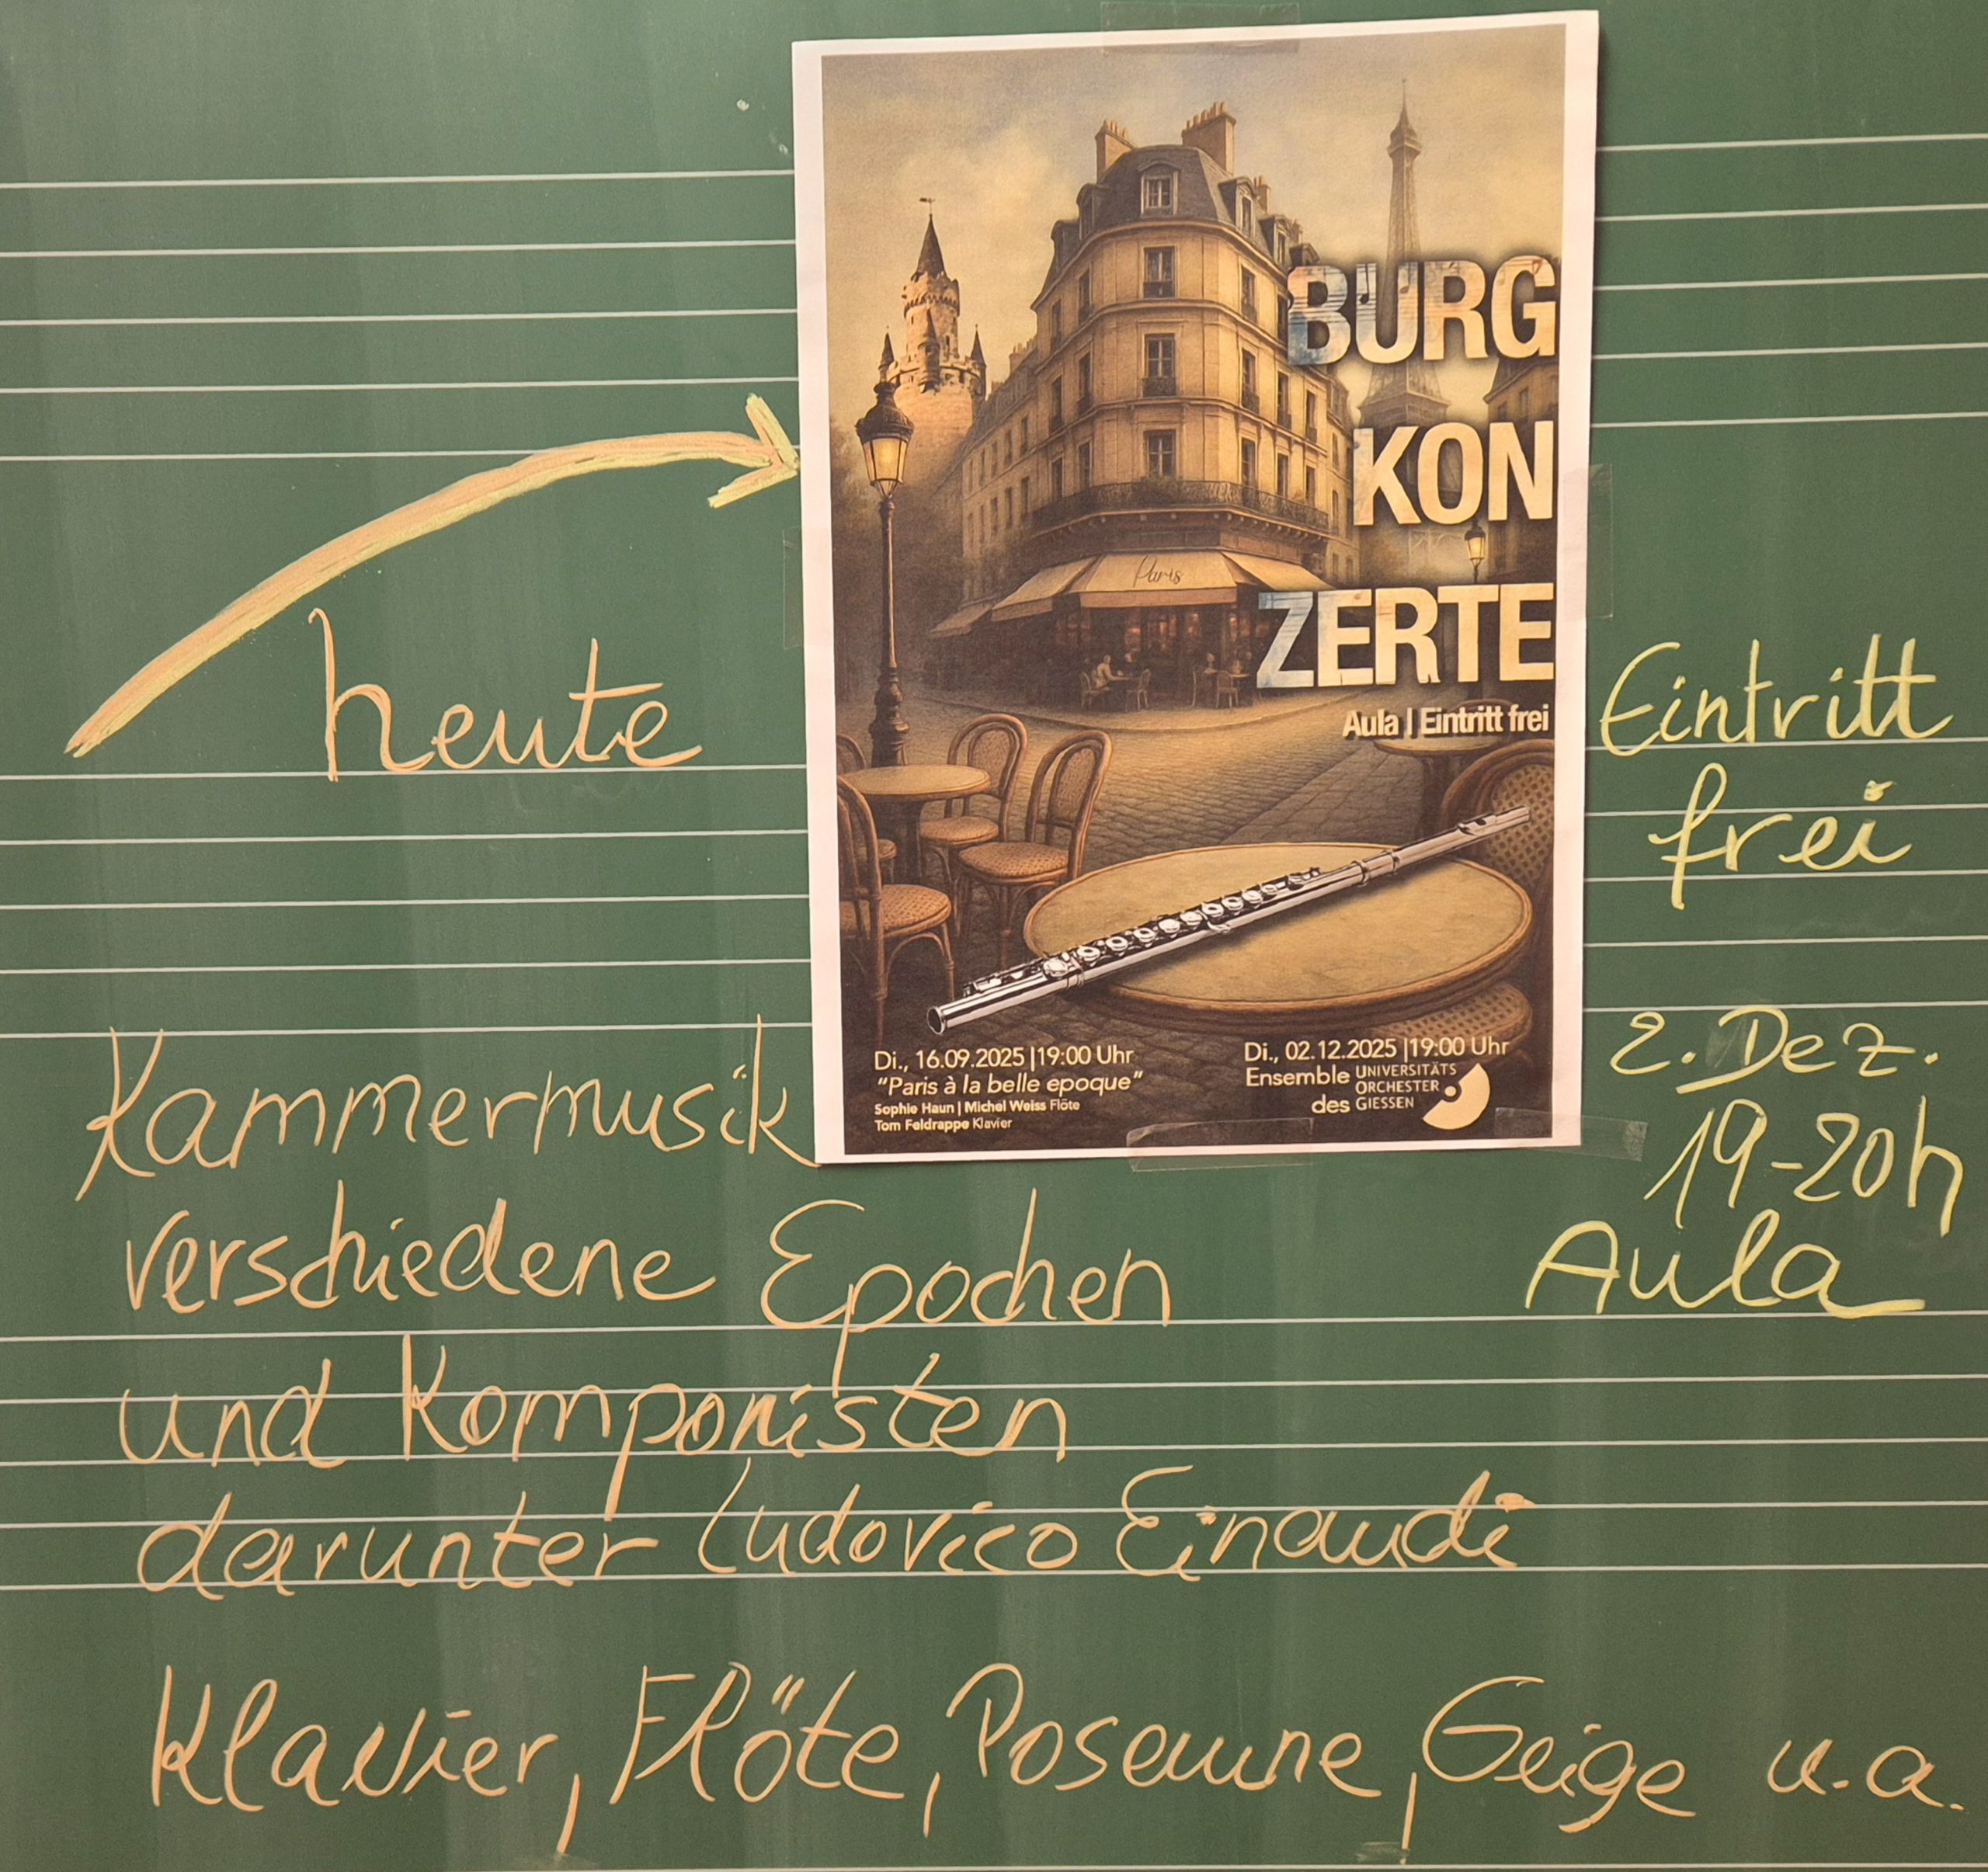 BURG
KON
ZERTE
Paris
Aula | Eintritt frei
Di., 16.09.2025 | 19:00 Uhr
"Paris à la belle epoque"
Sophie Haun | Michel Weiss Flöte
Tom Feldrappe Klavier
Di., 02.12.2025 | 19:00 Uhr
Ensemble UNIVERSITÄTS
ORCHESTER
des GIESSEN
heute
Eintritt
frei
2. Dez.
19-20h
Aula
Kammermusik
verschiedene Epochen
und Komponisten
darunter Ludovico Einaudi
Klavier, Flöte, Posaune, Geige u.a.